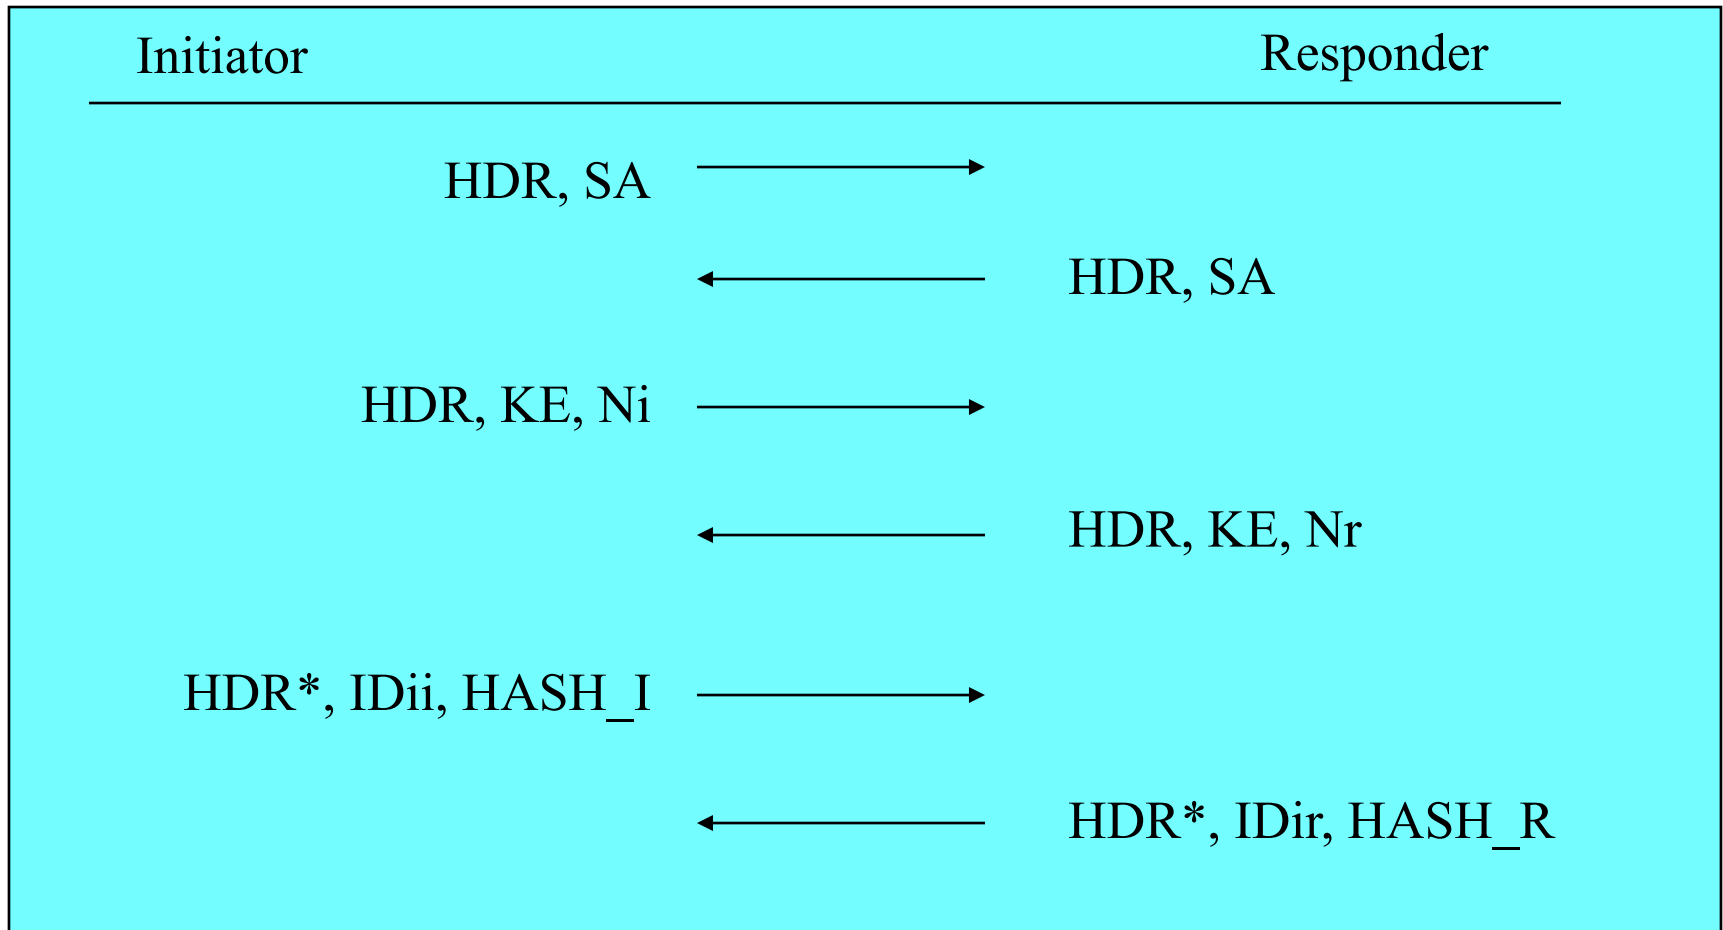 Initiator Responder
HDR, SA
HDR, SA
HDR, KE, Ni
HDR, KE, Nr
HDR*, IDii, HASH_I
HDR*, IDir, HASH_R